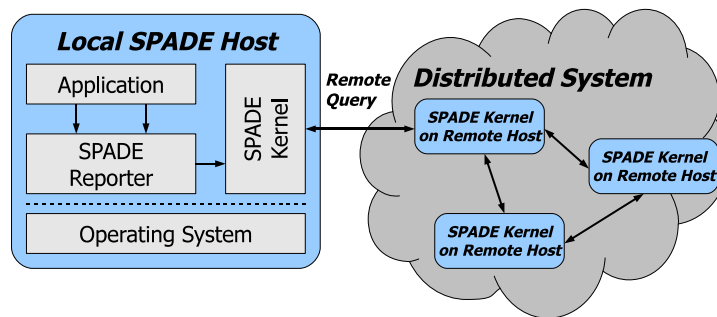 Local SPADE Host
Application
SPADE
Reporter
SPADE
Kernel
Operating System
Remote
Query
Distributed System
SPADE Kernel
on Remote Host
SPADE Kernel
on Remote Host
SPADE Kernel
on Remote Host